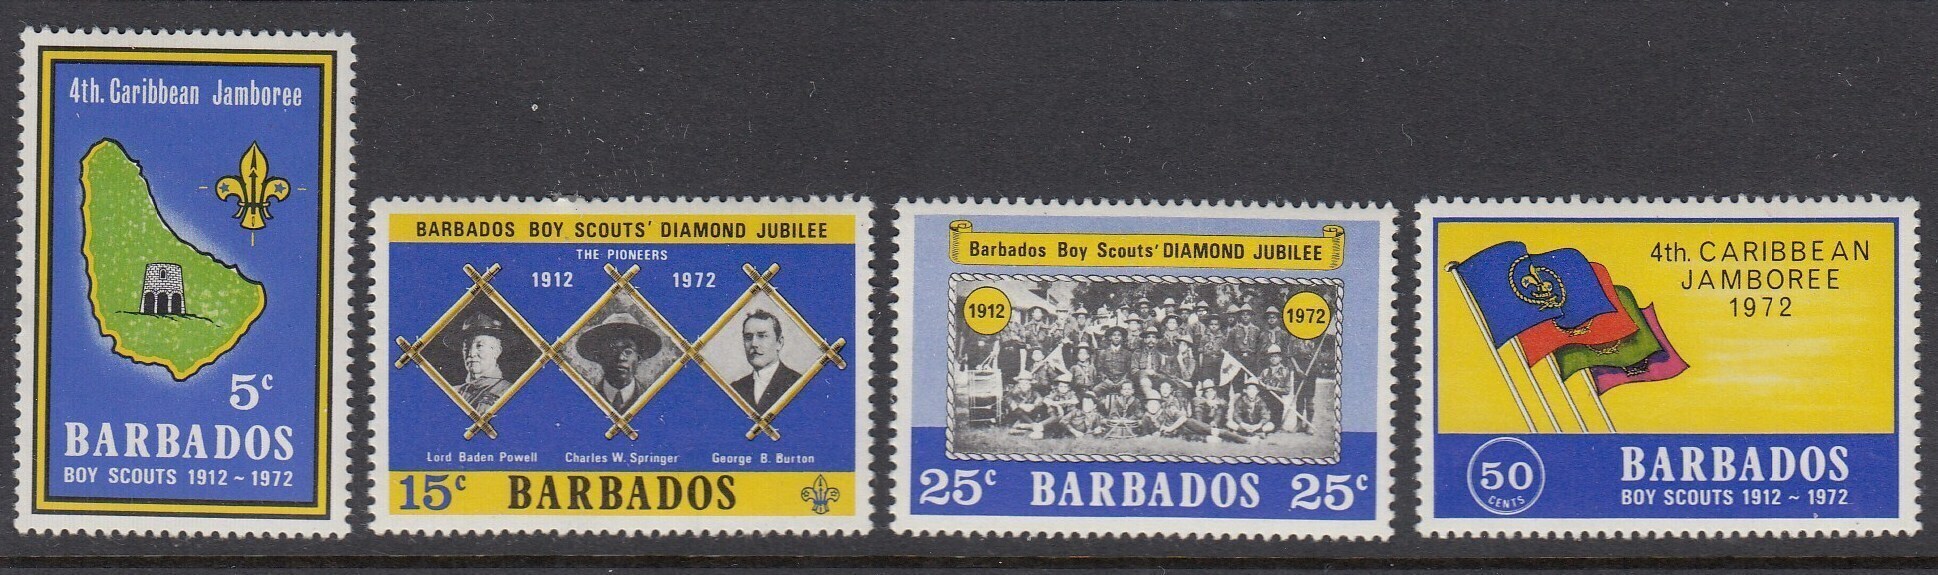 4th. Caribbean Jamboree
5c
BARBADOS
BOY SCOUTS 1912 ~ 1972
BARBADOS BOY SCOUTS' DIAMOND JUBILEE
THE PIONEERS
1912 1972
Lord Baden Powell Charles W. Springer George B. Burton
15c BARBADOS
Barbados Boy Scouts' DIAMOND JUBILEE
1912 1972
25c BARBADOS 25c
4th. CARIBBEAN
JAMBOREE
1972
50
CENTS
BARBADOS
BOY SCOUTS 1912 ~ 1972